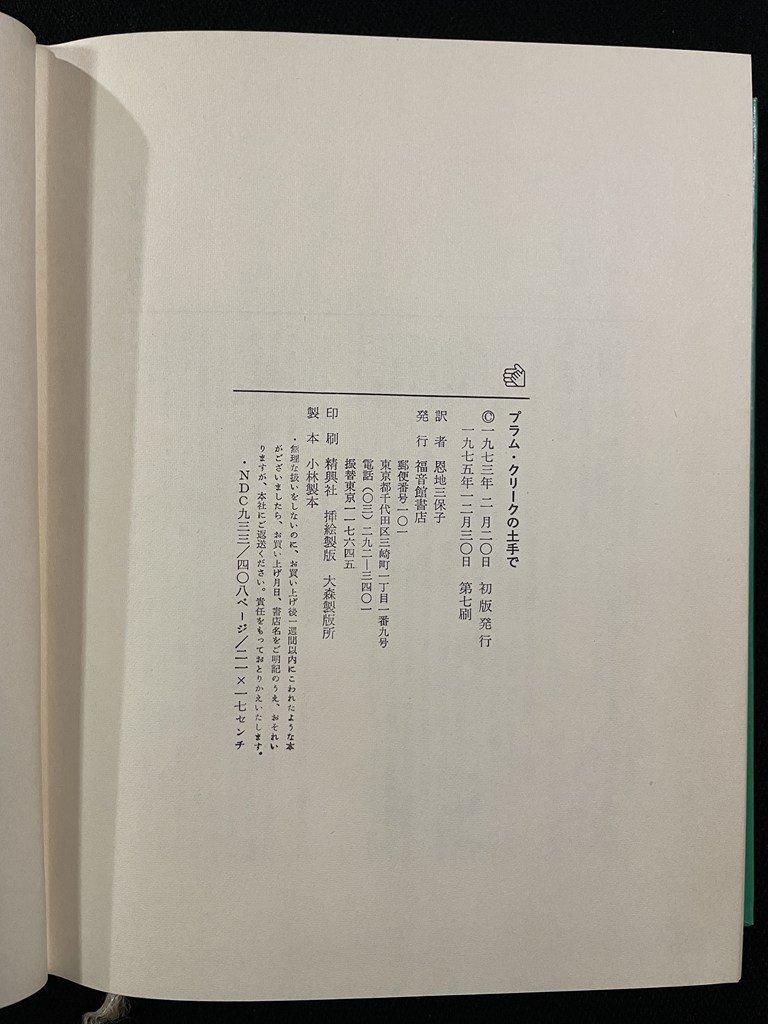 プラム・クリークの土手で
©一九七三年 二 月二〇日 初 版 発 行
一九七五年一二月三〇日 第七刷
訳 者 恩地三保子
発 行 福音館書店
郵便番号一〇一
東京都千代田区三崎町一丁目一番九号
電話(〇三)二九二―三四〇一
振替東京一一七六四五
印 刷 精興社 挿絵製版 大森製版所
製 本 小林製本
・無理な扱いをしないのに、お買い上げ後一週間以内にこわれたような本
がございましたら、お買い上げ月日、書店名をご明記のうえ、おそれい
りますが、本社にご返送ください。責任をもっておとりかえいたします。
・NDC九三三/四〇八ページ/二一×一七センチ